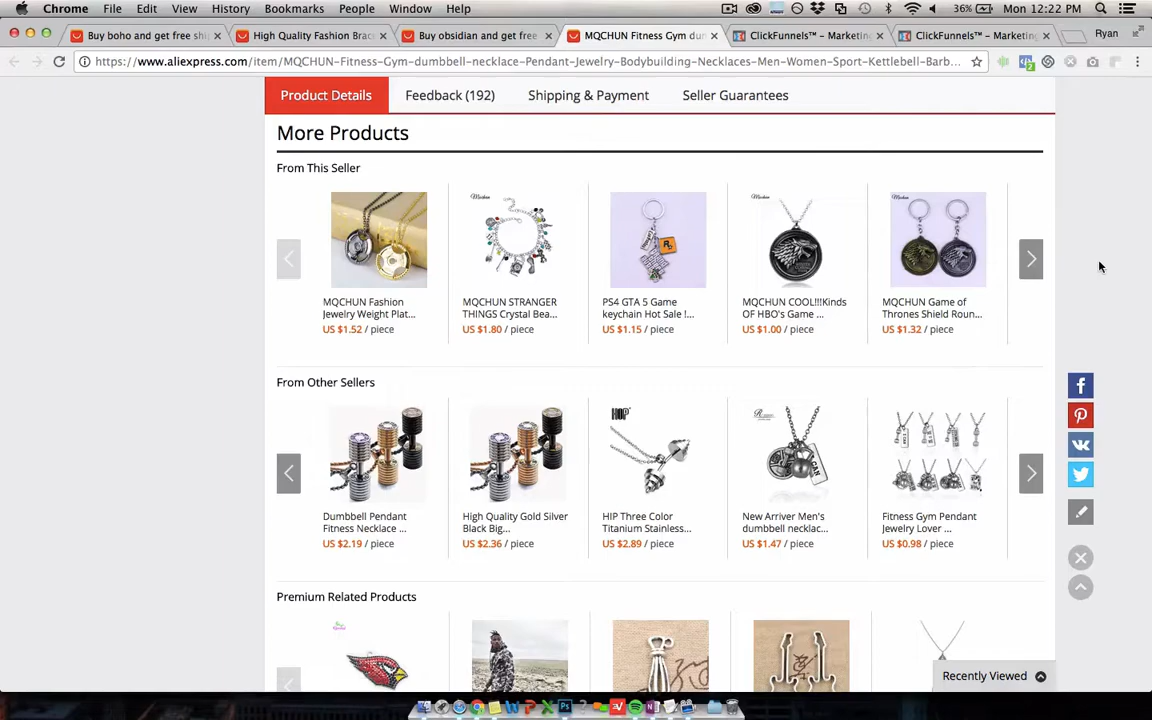 Chrome File Edit View History Bookmarks People Window Help 36% Mon 12:22 PM
Buy boho and get free shi High Quality Fashion Brac Buy obsidian and get free MQCHUN Fitness Gym du ClickFunnels™ – Marketin ClickFunnels™ – Marketin Ryan
https://www.aliexpress.com/item/MQCHUN-Fitness-Gym-dumbbell-necklace-Pendant-Jewelry-Bodybuilding-Necklaces-Men-Women-Sport-Kettlebell-Barb...
Product Details Feedback (192) Shipping & Payment Seller Guarantees
More Products
From This Seller
MQCHUN Fashion
Jewelry Weight Plat...
US $1.52 / piece
MQCHUN STRANGER
THINGS Crystal Bea...
US $1.80 / piece
PS4 GTA 5 Game
keychain Hot Sale !...
US $1.15 / piece
MQCHUN COOL!!!Kinds
OF HBO's Game ...
US $1.00 / piece
MQCHUN Game of
Thrones Shield Roun...
US $1.32 / piece
From Other Sellers
HOP
Dumbbell Pendant
Fitness Necklace ...
US $2.19 / piece
High Quality Gold Silver
Black Big...
US $2.36 / piece
HIP Three Color
Titanium Stainless...
US $2.89 / piece
New Arriver Men's
dumbbell necklac...
US $1.47 / piece
Fitness Gym Pendant
Jewelry Lover ...
US $0.98 / piece
Premium Related Products
Recently Viewed